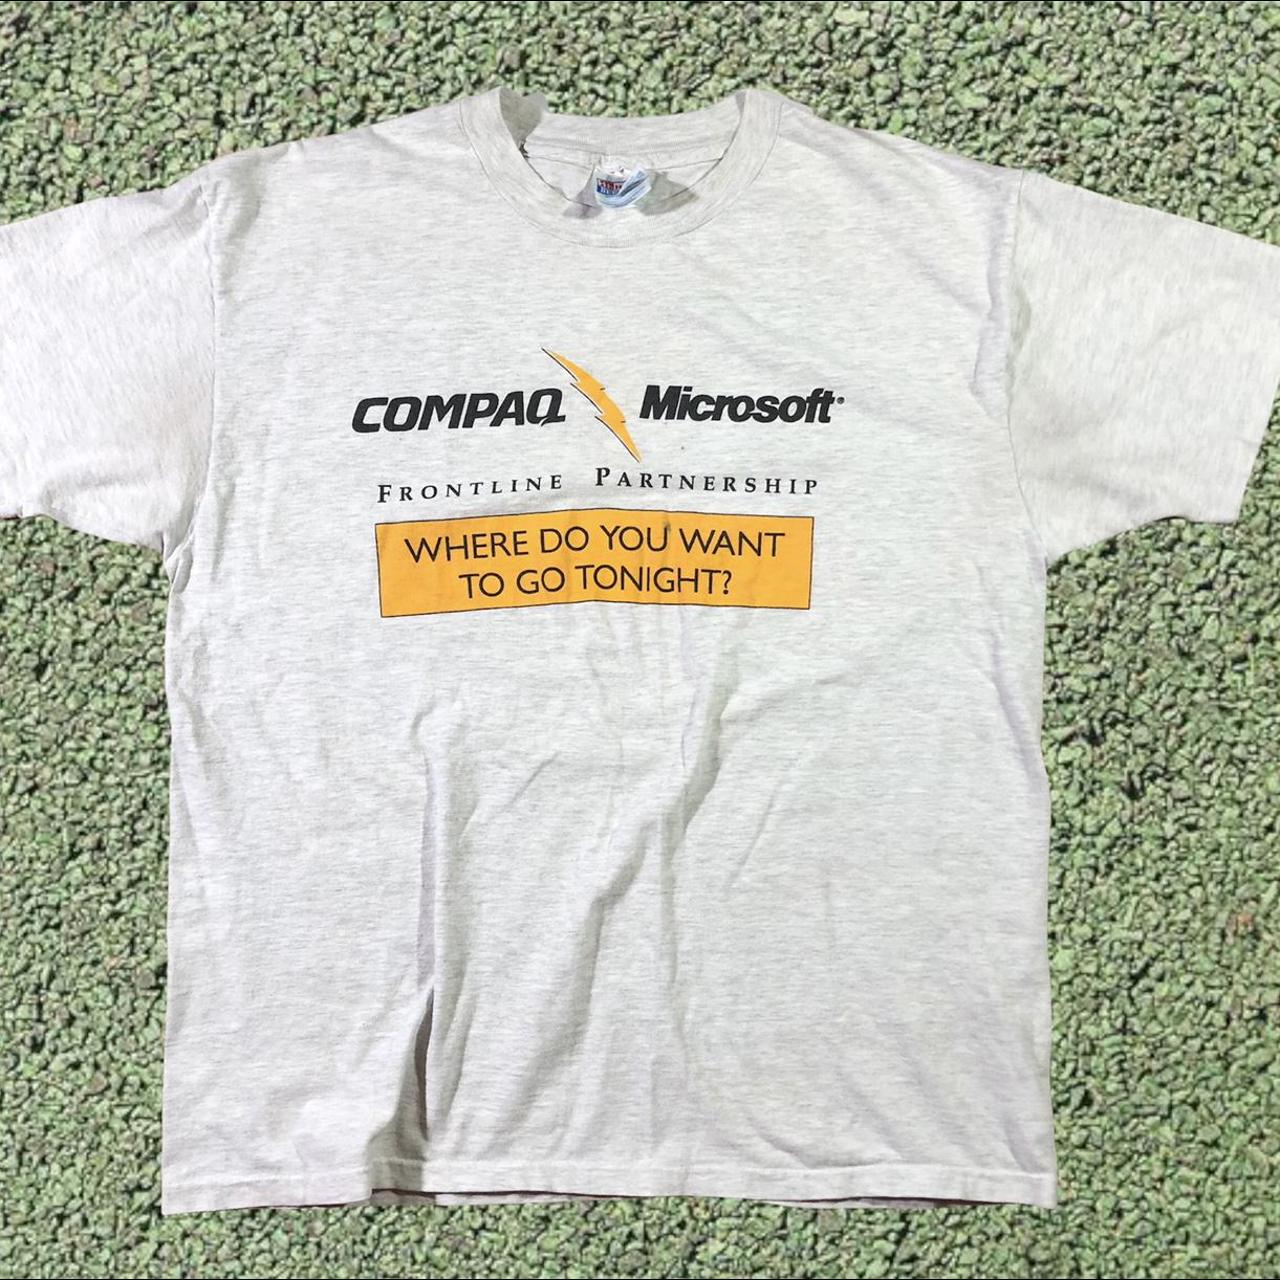 COMPAQ Microsoft®
FRONTLINE PARTNERSHIP
WHERE DO YOU WANT
TO GO TONIGHT?